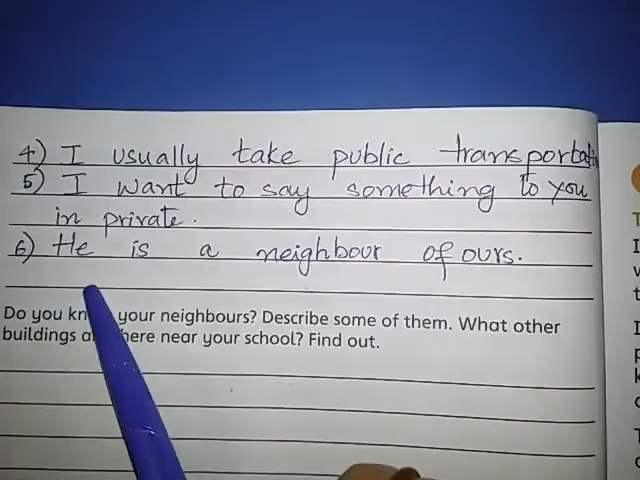 4) I usually take public transportati
5) I want to say something to you
in private.
6) He is a neighbour of ours.
Do you kn your neighbours? Describe some of them. What other
buildings a here near your school? Find out.